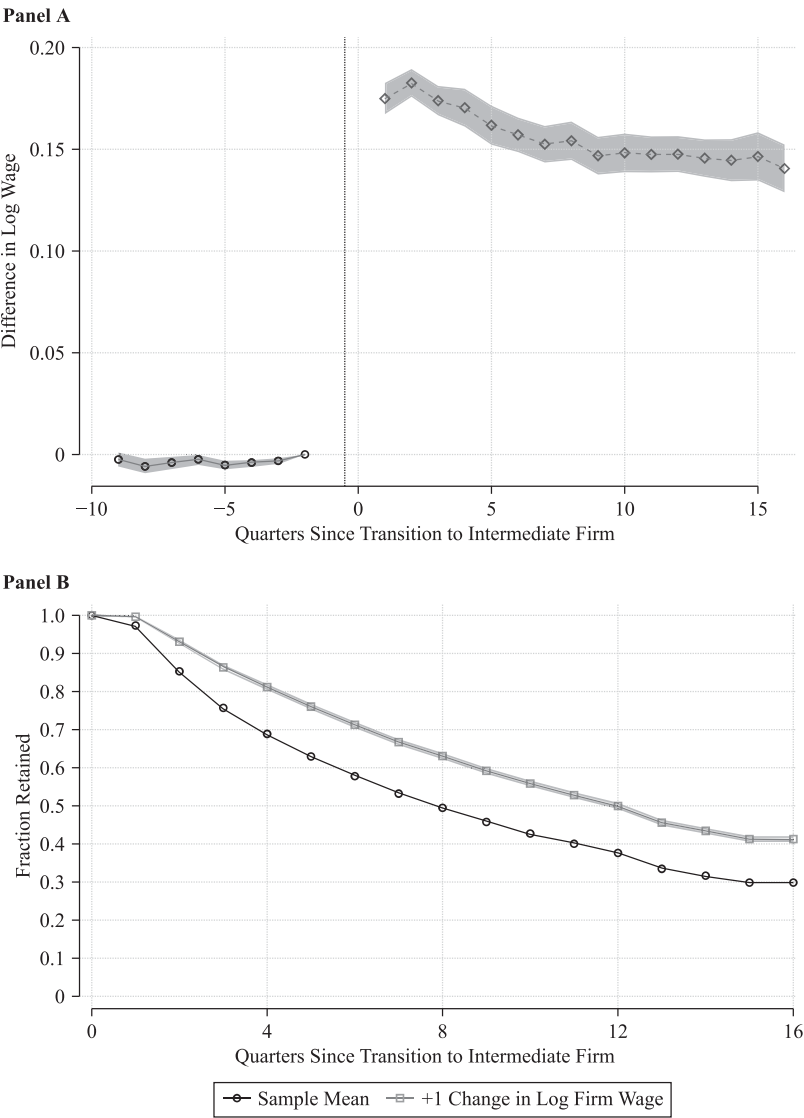 Panel A
0.20
0.15
0.10
0.05
0
Difference in Log Wage
−10 −5 0 5 10 15
Quarters Since Transition to Intermediate Firm
Panel B
1.0
0.9
0.8
0.7
0.6
0.5
0.4
0.3
0.2
0.1
0
Fraction Retained
0 4 8 12 16
Quarters Since Transition to Intermediate Firm
Sample Mean +1 Change in Log Firm Wage